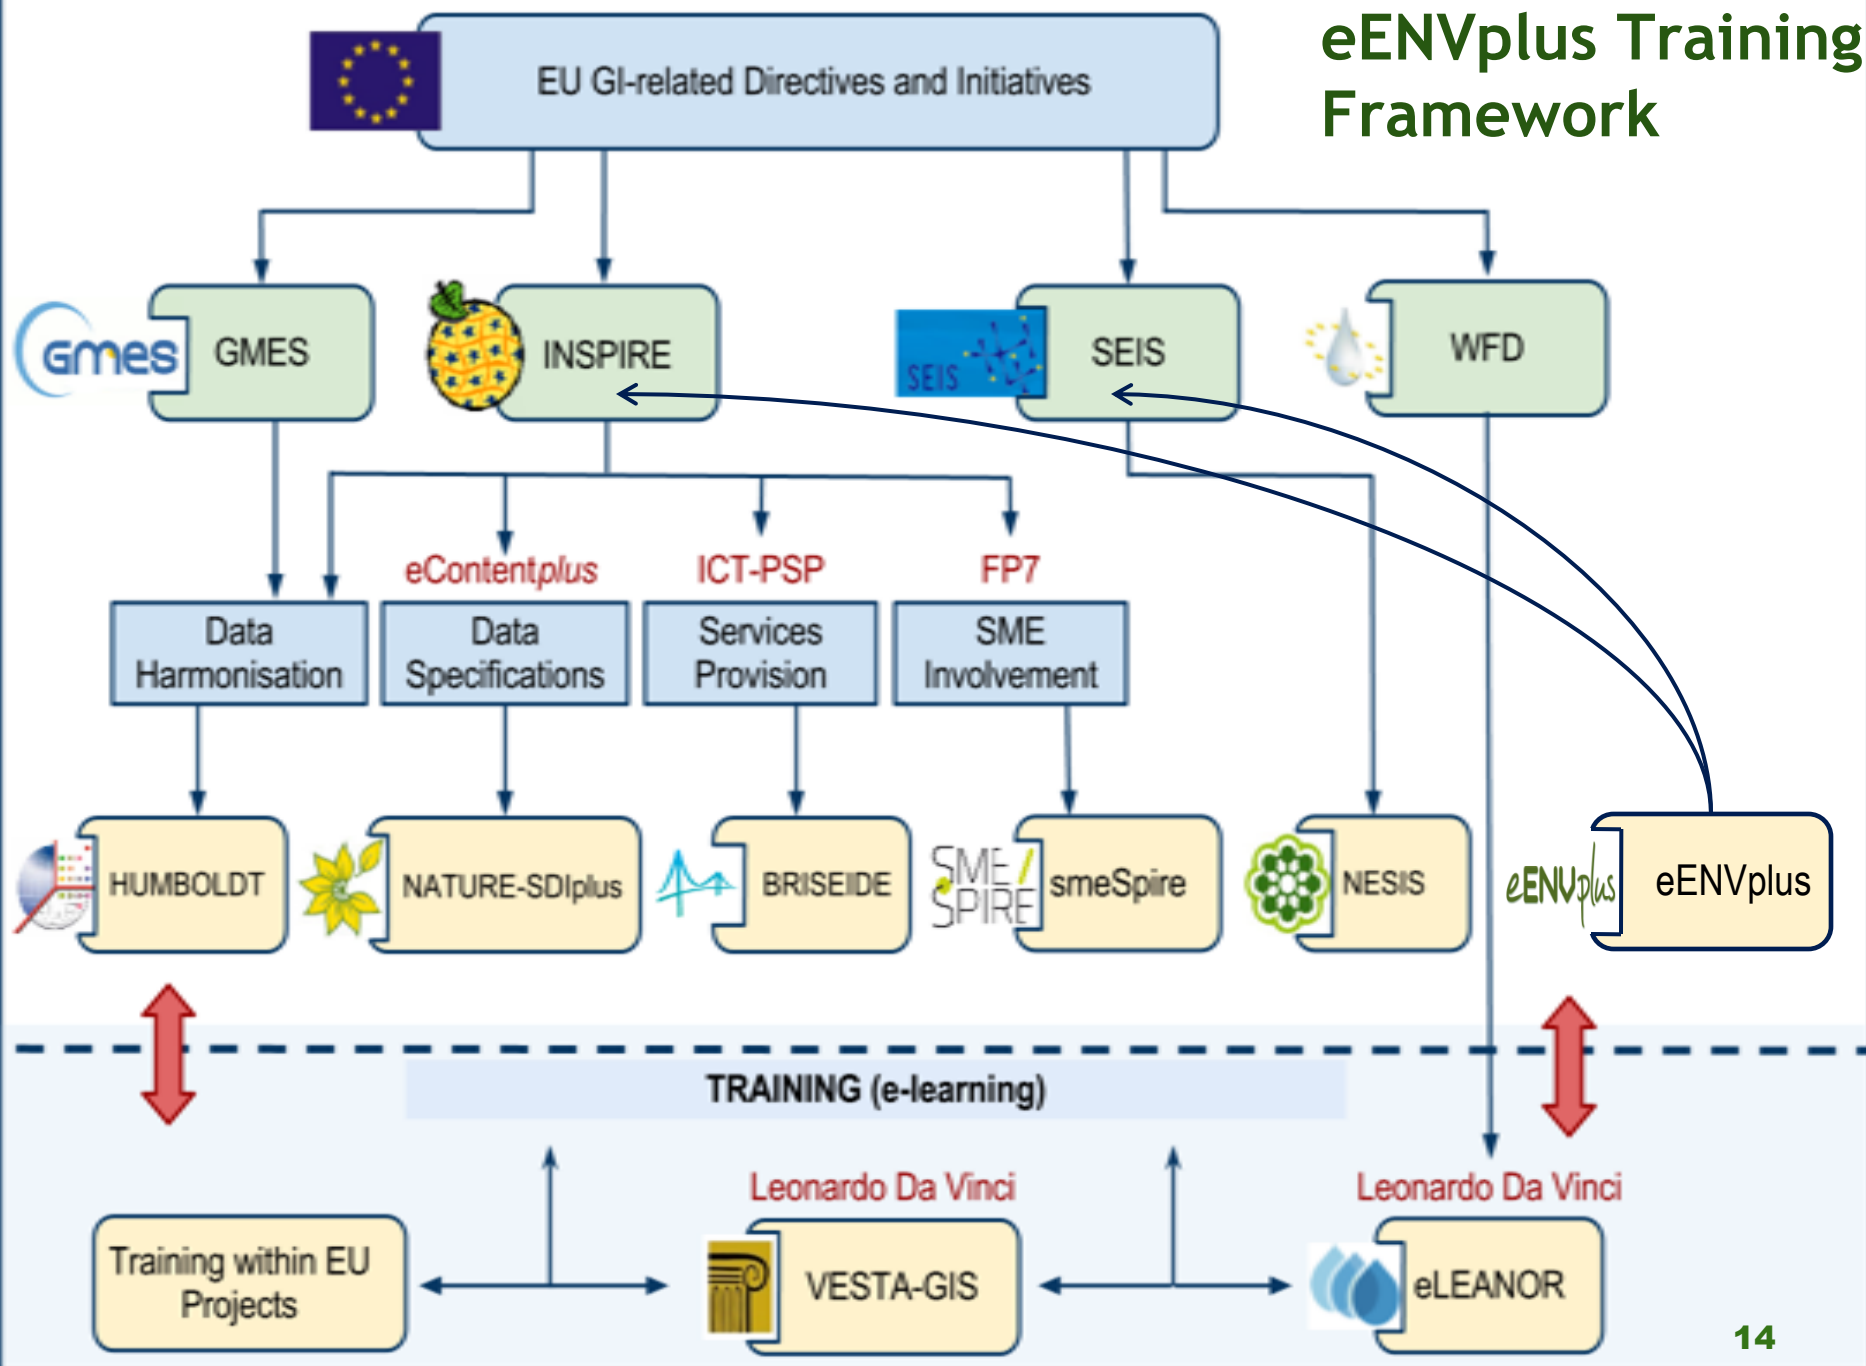 eENVplus Training
Framework
EU GI-related Directives and Initiatives
Gmes
GMES
INSPIRE
SEIS
SEIS
WFD
eContentplus
ICT-PSP
FP7
Data
Harmonisation
Data
Specifications
Services
Provision
SME
Involvement
HUMBOLDT
NATURE-SDIplus
BRISEIDE
SME/
SPIRE
smeSpire
NESIS
eENVplus
eENVplus
TRAINING (e-learning)
Leonardo Da Vinci
Leonardo Da Vinci
Training within EU
Projects
VESTA-GIS
eLEANOR
14